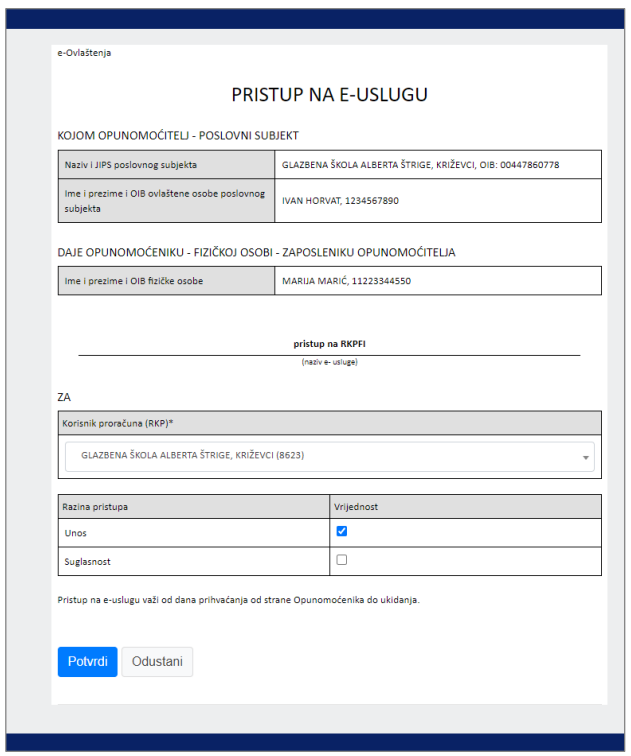 e-Ovlaštenja
PRISTUP NA E-USLUGU
KOJOM OPUNOMOĆITELJ - POSLOVNI SUBJEKT
Naziv i JIPS poslovnog subjekta
GLAZBENA ŠKOLA ALBERTA ŠTRIGE, KRIŽEVCI, OIB: 00447860778
Ime i prezime i OIB ovlaštene osobe poslovnog
subjekta
IVAN HORVAT, 1234567890
DAJE OPUNOMOĆENIKU - FIZIČKOJ OSOBI - ZAPOSLENIKU OPUNOMOĆITELJA
Ime i prezime i OIB fizičke osobe
MARIJA MARIĆ, 11223344550
pristup na RKPFI
(naziv e- usluge)
ZA
Korisnik proračuna (RKP)*
GLAZBENA ŠKOLA ALBERTA ŠTRIGE, KRIŽEVCI (8623)
Razina pristupa
Vrijednost
Unos
Suglasnost
Pristup na e-uslugu važi od dana prihvaćanja od strane Opunomoćenika do ukidanja.
Potvrdi
Odustani